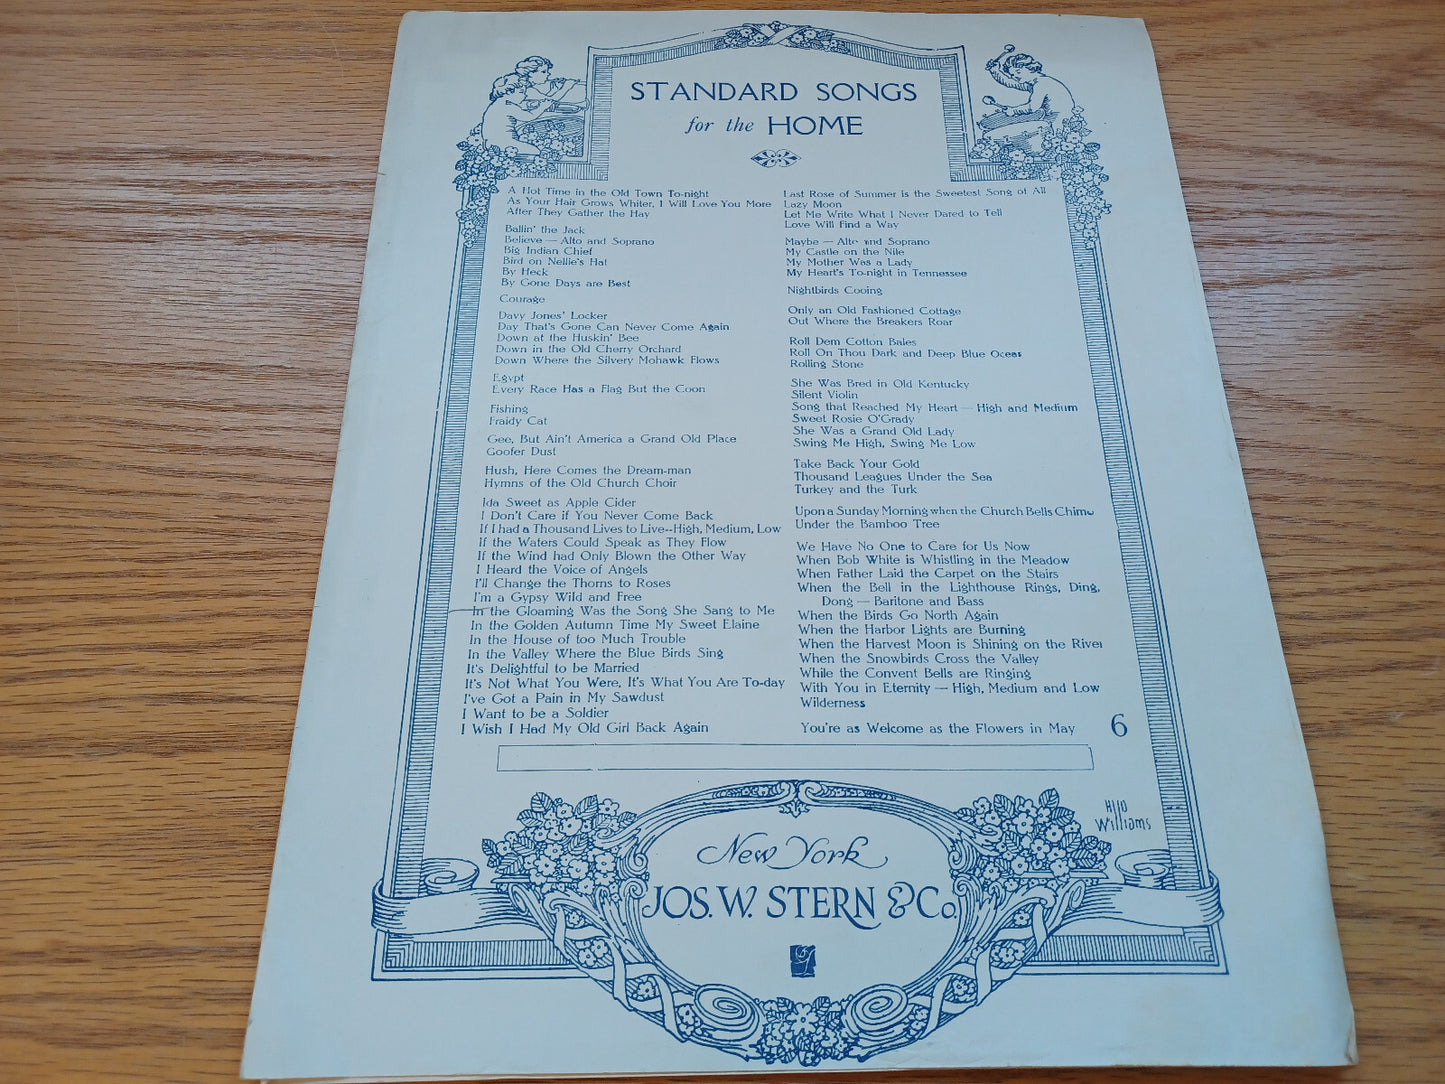 STANDARD SONGS
for the HOME
A Hot Time in the Old Town To-night
As Your Hair Grows Whiter, I Will Love You More
After They Gather the Hay
Ballin' the Jack
Believe — Alto and Soprano
Big Indian Chief
Bird on Nellie's Hat
By Heck
By Gone Days are Best
Courage
Davy Jones' Locker
Day That's Gone Can Never Come Again
Down at the Huskin' Bee
Down in the Old Cherry Orchard
Down Where the Silvery Mohawk Flows
Egypt
Every Race Has a Flag But the Coon
Fishing
Fraidy Cat
Gee, But Ain't America a Grand Old Place
Goofer Dust
Hush, Here Comes the Dream-man
Hymns of the Old Church Choir
Ida Sweet as Apple Cider
I Don't Care if You Never Come Back
If I had a Thousand Lives to Live--High, Medium, Low
If the Waters Could Speak as They Flow
If the Wind had Only Blown the Other Way
I Heard the Voice of Angels
I'll Change the Thorns to Roses
I'm a Gypsy Wild and Free
In the Gloaming Was the Song She Sang to Me
In the Golden Autumn Time My Sweet Elaine
In the House of too Much Trouble
In the Valley Where the Blue Birds Sing
It's Delightful to be Married
It's Not What You Were, It's What You Are To-day
I've Got a Pain in My Sawdust
I Want to be a Soldier
I Wish I Had My Old Girl Back Again
Last Rose of Summer is the Sweetest Song of All
Lazy Moon
Let Me Write What I Never Dared to Tell
Love Will Find a Way
Maybe — Alto and Soprano
My Castle on the Nile
My Mother Was a Lady
My Heart's To-night in Tennessee
Nightbirds Cooing
Only an Old Fashioned Cottage
Out Where the Breakers Roar
Roll Dem Cotton Bales
Roll On Thou Dark and Deep Blue Ocean
Rolling Stone
She Was Bred in Old Kentucky
Silent Violin
Song that Reached My Heart — High and Medium
Sweet Rosie O'Grady
She Was a Grand Old Lady
Swing Me High, Swing Me Low
Take Back Your Gold
Thousand Leagues Under the Sea
Turkey and the Turk
Upon a Sunday Morning when the Church Bells Chime
Under the Bamboo Tree
We Have No One to Care for Us Now
When Bob White is Whistling in the Meadow
When Father Laid the Carpet on the Stairs
When the Bell in the Lighthouse Rings, Ding,
Dong — Baritone and Bass
When the Birds Go North Again
When the Harbor Lights are Burning
When the Harvest Moon is Shining on the River
When the Snowbirds Cross the Valley
While the Convent Bells are Ringing
With You in Eternity — High, Medium and Low
Wilderness
You're as Welcome as the Flowers in May
6
Williams
New York
JOS. W. STERN & Co.